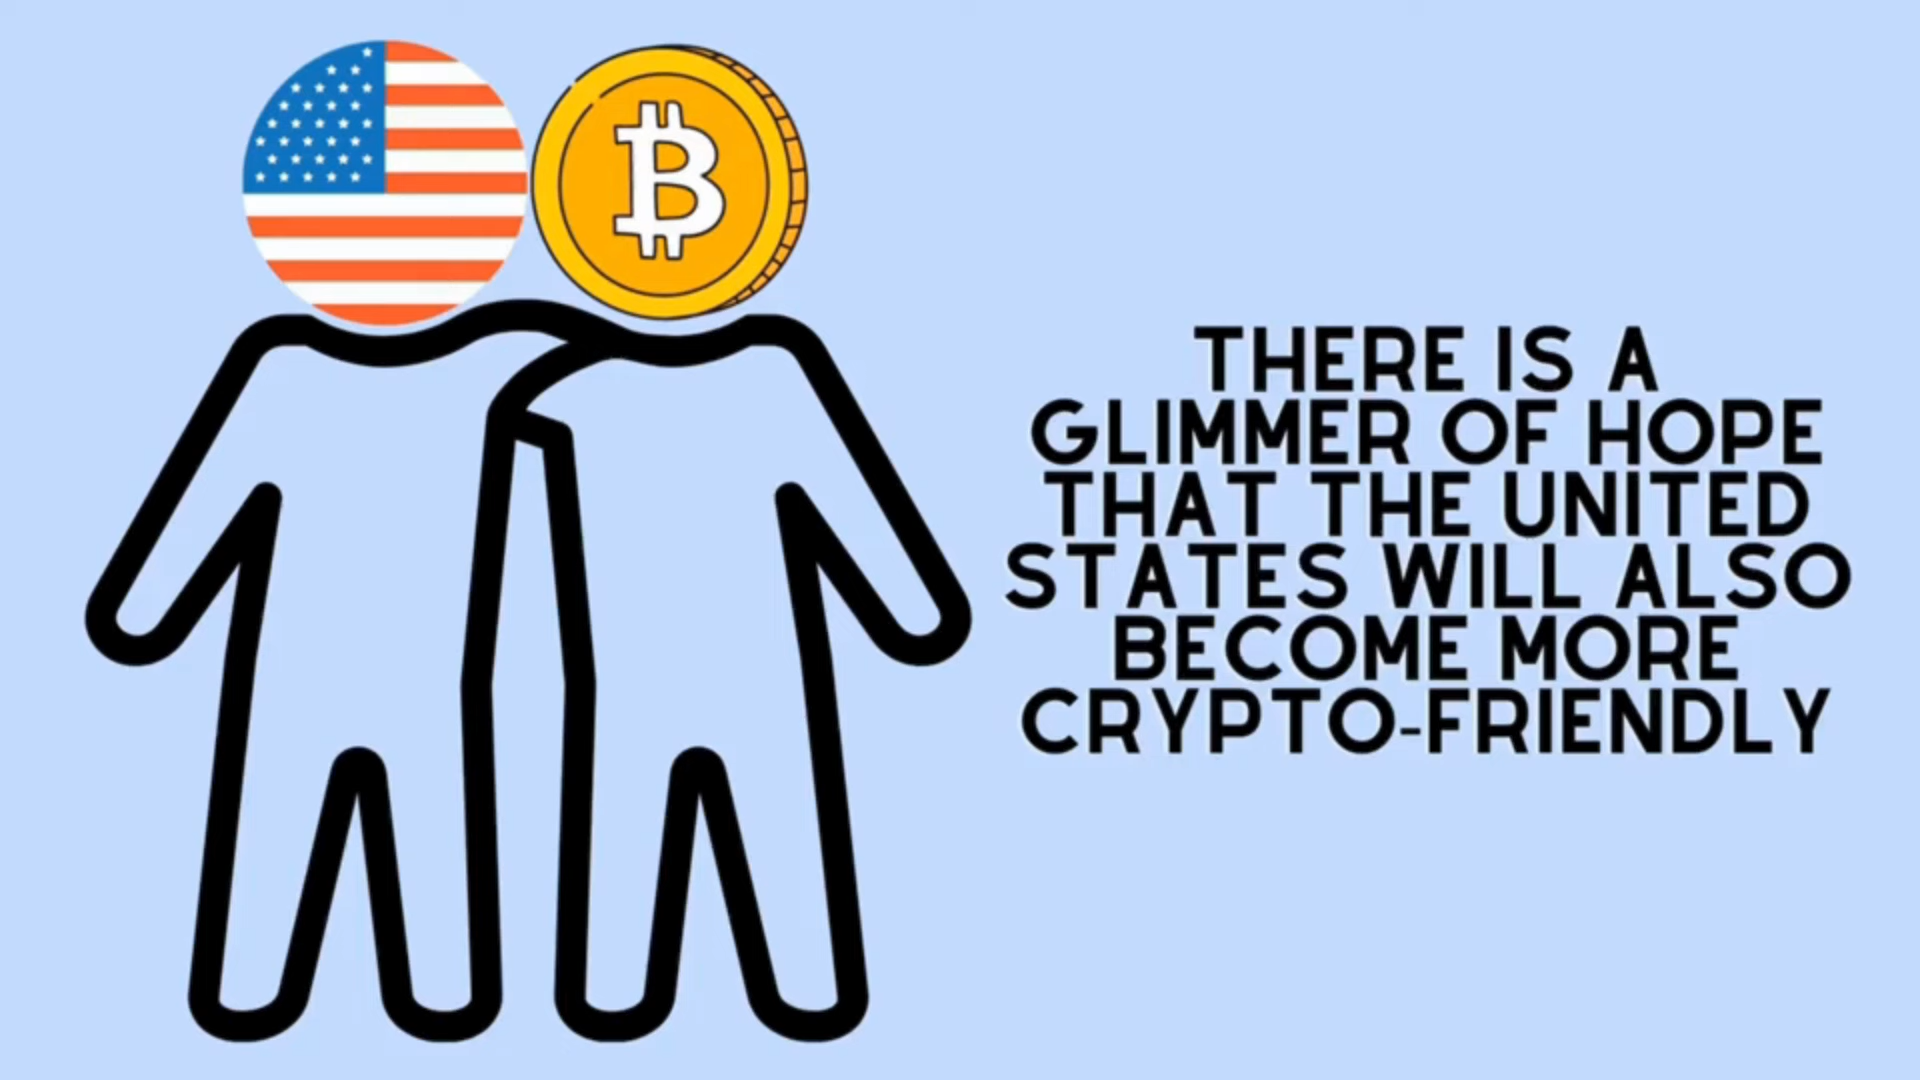 THERE IS A
GLIMMER OF HOPE
THAT THE UNITED
STATES WILL ALSO
BECOME MORE
CRYPTO-FRIENDLY